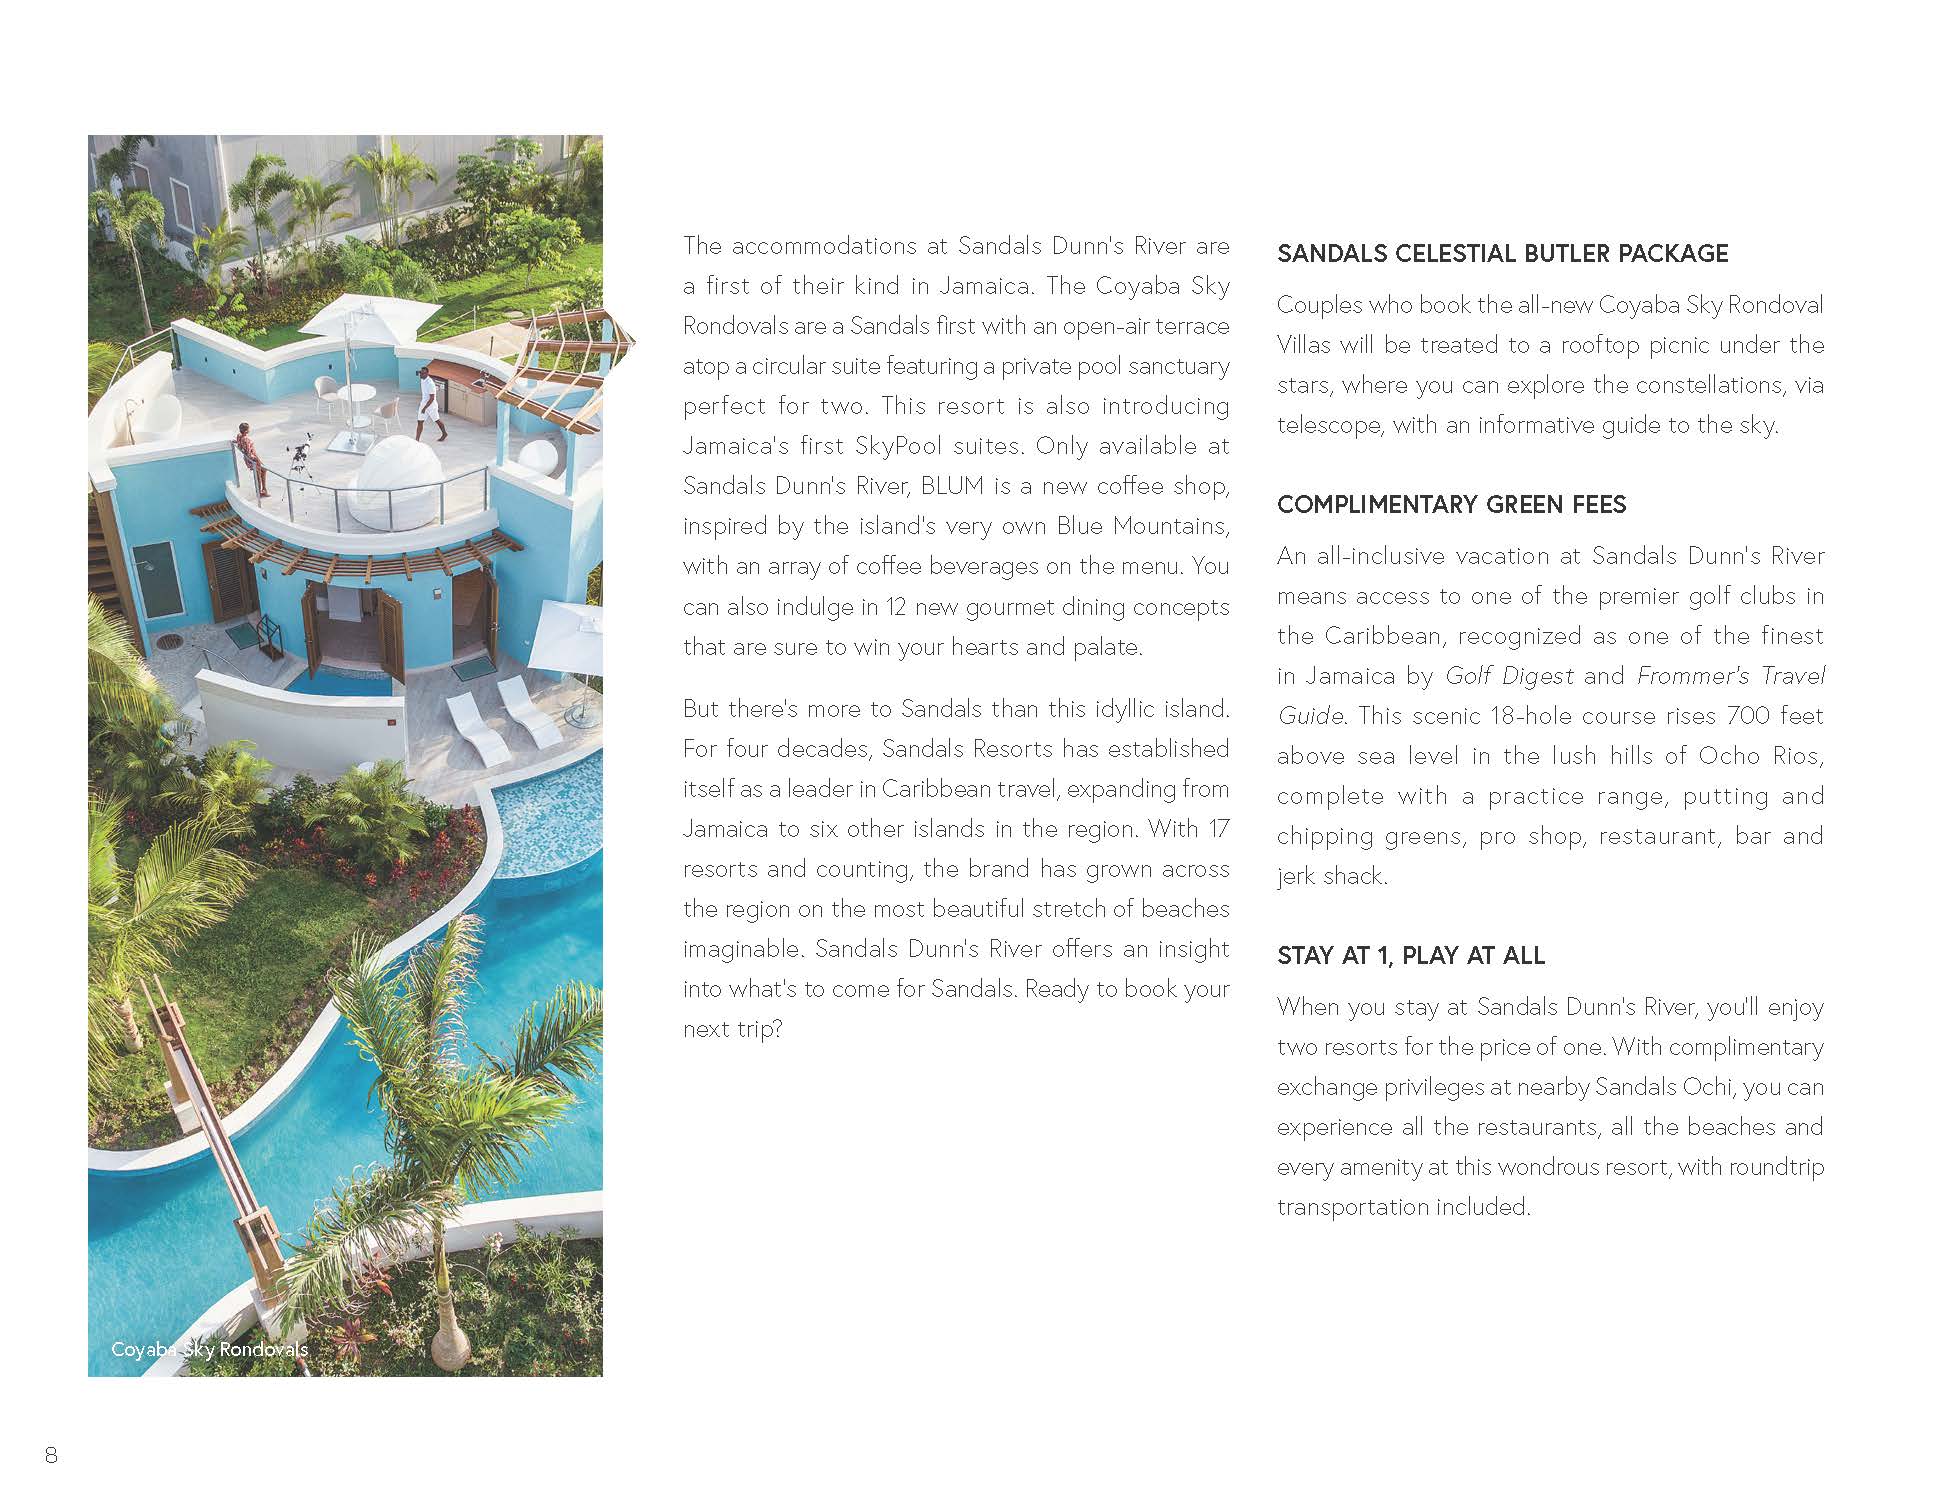 The accommodations at Sandals Dunn's River are
a first of their kind in Jamaica. The Coyaba Sky
Rondovals are a Sandals first with an open-air terrace
atop a circular suite featuring a private pool sanctuary
perfect for two. This resort is also introducing
Jamaica's first SkyPool suites. Only available at
Sandals Dunn's River, BLUM is a new coffee shop,
inspired by the island's very own Blue Mountains,
with an array of coffee beverages on the menu. You
can also indulge in 12 new gourmet dining concepts
that are sure to win your hearts and palate.
But there's more to Sandals than this idyllic island.
For four decades, Sandals Resorts has established
itself as a leader in Caribbean travel, expanding from
Jamaica to six other islands in the region. With 17
resorts and counting, the brand has grown across
the region on the most beautiful stretch of beaches
imaginable. Sandals Dunn's River offers an insight
into what's to come for Sandals. Ready to book your
next trip?
SANDALS CELESTIAL BUTLER PACKAGE
Couples who book the all-new Coyaba Sky Rondoval
Villas will be treated to a rooftop picnic under the
stars, where you can explore the constellations, via
telescope, with an informative guide to the sky.
COMPLIMENTARY GREEN FEES
An all-inclusive vacation at Sandals Dunn's River
means access to one of the premier golf clubs in
the Caribbean, recognized as one of the finest
in Jamaica by Golf Digest and Frommer's Travel
Guide. This scenic 18-hole course rises 700 feet
above sea level in the lush hills of Ocho Rios,
complete with a practice range, putting and
chipping greens, pro shop, restaurant, bar and
jerk shack.
STAY AT 1, PLAY AT ALL
When you stay at Sandals Dunn's River, you'll enjoy
two resorts for the price of one. With complimentary
exchange privileges at nearby Sandals Ochi, you can
experience all the restaurants, all the beaches and
every amenity at this wondrous resort, with roundtrip
transportation included.
Coyaba Sky Rondovals
8